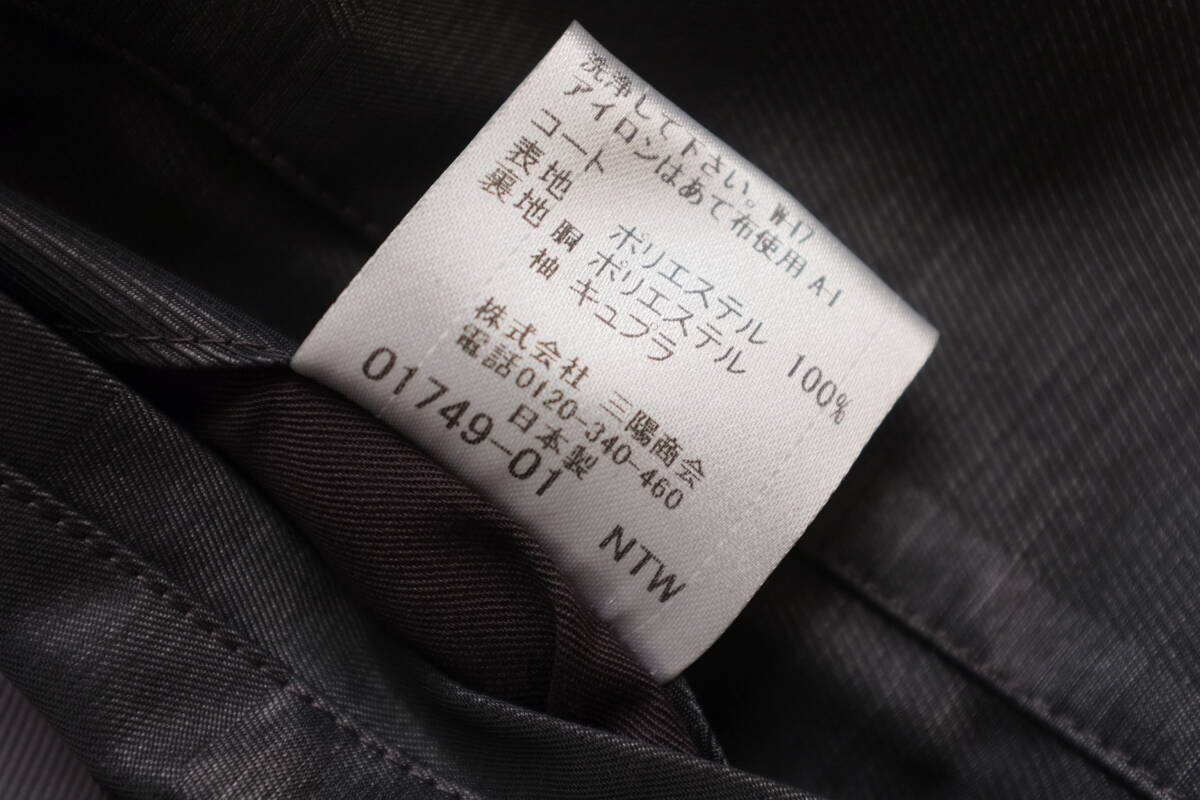 洗浄して下さい。W-17
アイロンはあて布使用 A-1
コート
表地 ポリエステル 100%
裏地 胴 ポリエステル
袖 キュプラ
株式会社 三陽商会
電話0120-340-460
日本製
01749-01 NTW